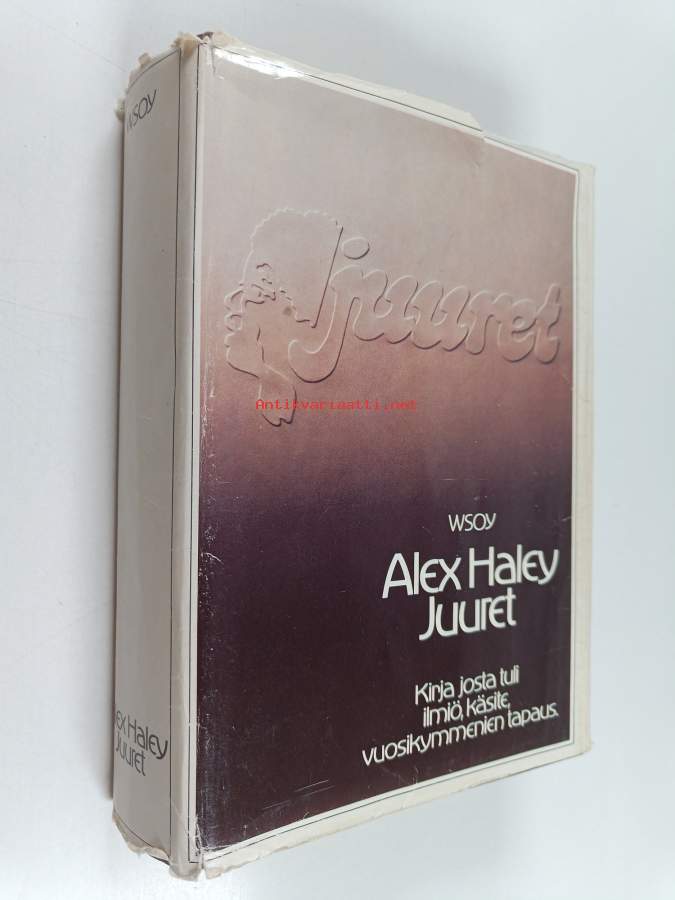 WSOY
juuret
Antikvariaatti.net
WSOY
Alex Haley
Juuret
Kirja josta tuli
ilmiö, käsite,
vuosikymmenien tapaus.
Alex Haley
Juuret